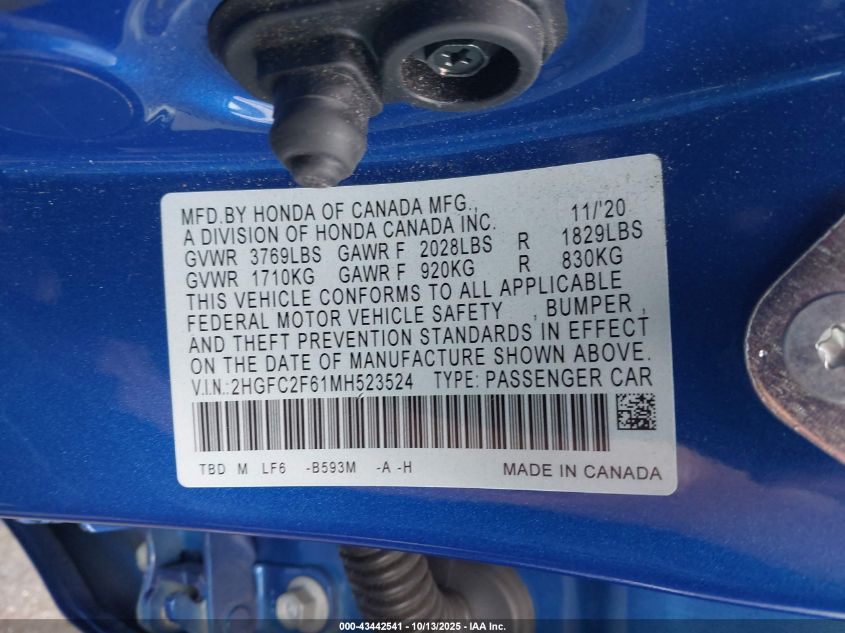 MFD.BY HONDA OF CANADA MFG., 11/'20
A DIVISION OF HONDA CANADA INC.
GVWR 3769LBS GAWR F 2028LBS R 1829LBS
GVWR 1710KG GAWR F 920KG R 830KG
THIS VEHICLE CONFORMS TO ALL APPLICABLE
FEDERAL MOTOR VEHICLE SAFETY , BUMPER ,
AND THEFT PREVENTION STANDARDS IN EFFECT
ON THE DATE OF MANUFACTURE SHOWN ABOVE.
V.I.N.:2HGFC2F61MH523524 TYPE: PASSENGER CAR
TBD M LF6 -B593M -A -H MADE IN CANADA
000-43442541 - 10/13/2025 - IAA Inc.